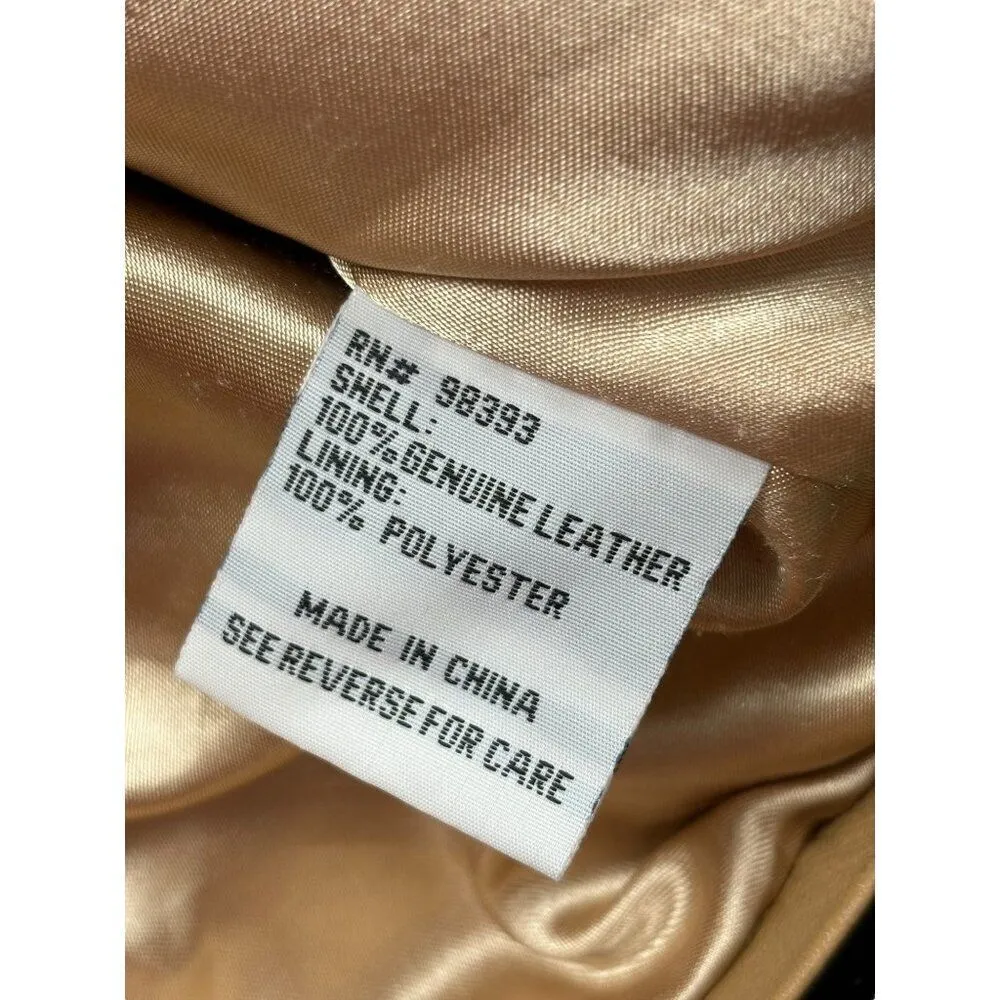 RN# 98393
SHELL:
100% GENUINE LEATHER
LINING:
100% POLYESTER
MADE IN CHINA
SEE REVERSE FOR CARE